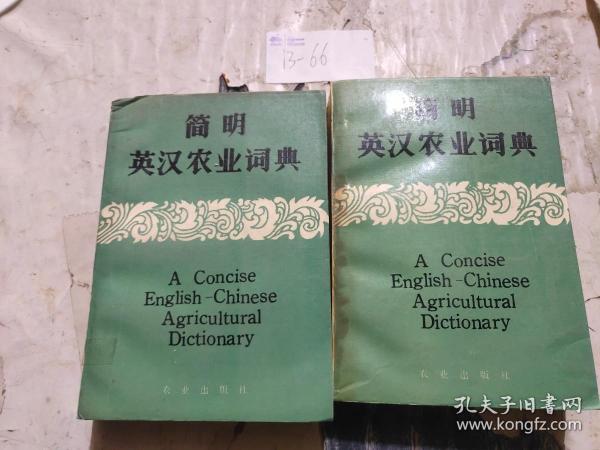 13-66
简明
英汉农业词典
A Concise
English-Chinese
Agricultural
Dictionary
农业出版社
简明
英汉农业词典
A Concise
English-Chinese
Agricultural
Dictionary
农业出版社
孔夫子旧书网
www.kongfz.com